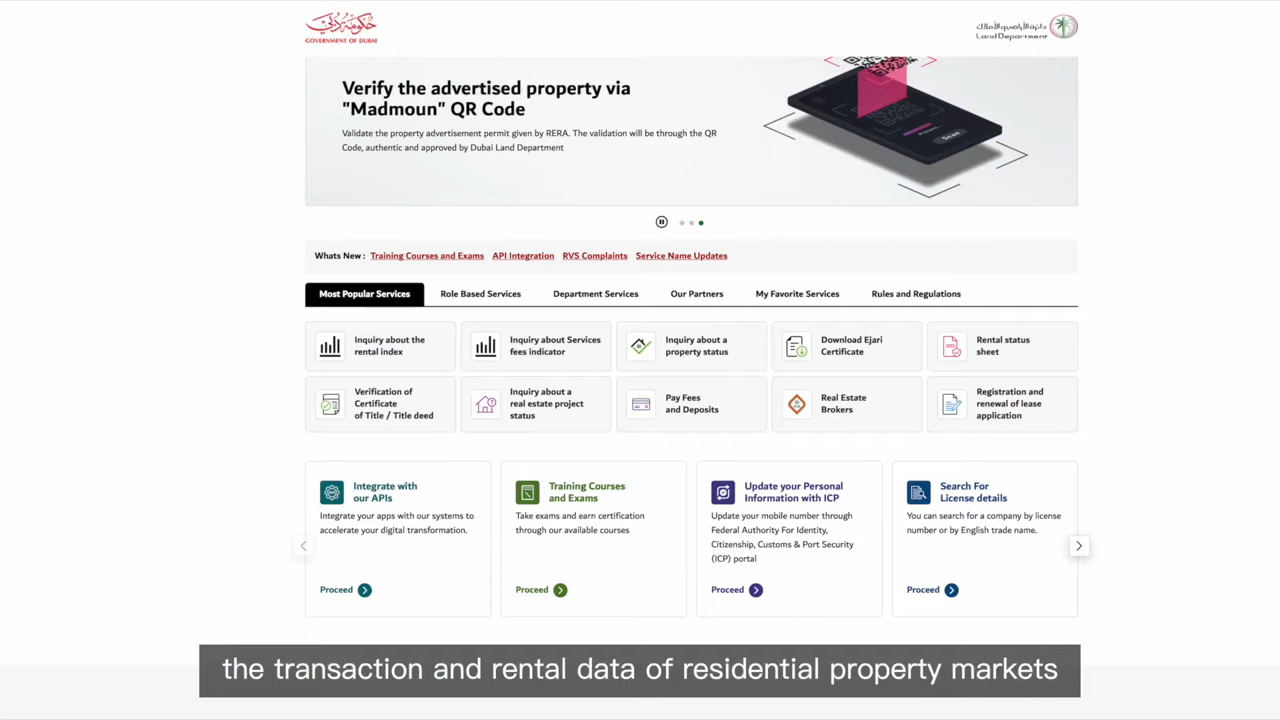 حكومة دبي
GOVERNMENT OF DUBAI
دائرة الأراضي والأملاك
Land Department
Verify the advertised property via
"Madmoun" QR Code
Validate the property advertisement permit given by RERA. The validation will be through the QR
Code, authentic and approved by Dubai Land Department
SCAN
Whats New : Training Courses and Exams API Integration RVS Complaints Service Name Updates
Most Popular Services Role Based Services Department Services Our Partners My Favorite Services Rules and Regulations
Inquiry about the
rental index
Inquiry about Services
fees indicator
Inquiry about a
property status
Download Ejari
Certificate
Rental status
sheet
Verification of
Certificate
of Title / Title deed
Inquiry about a
real estate project
status
Pay Fees
and Deposits
Real Estate
Brokers
Registration and
renewal of lease
application
Integrate with
our APIs
Integrate your apps with our systems to
accelerate your digital transformation.
Proceed
Training Courses
and Exams
Take exams and earn certification
through our available courses
Proceed
Update your Personal
Information with ICP
Update your mobile number through
Federal Authority For Identity,
Citizenship, Customs & Port Security
(ICP) portal
Proceed
Search For
License details
You can search for a company by license
number or by English trade name.
Proceed
the transaction and rental data of residential property markets